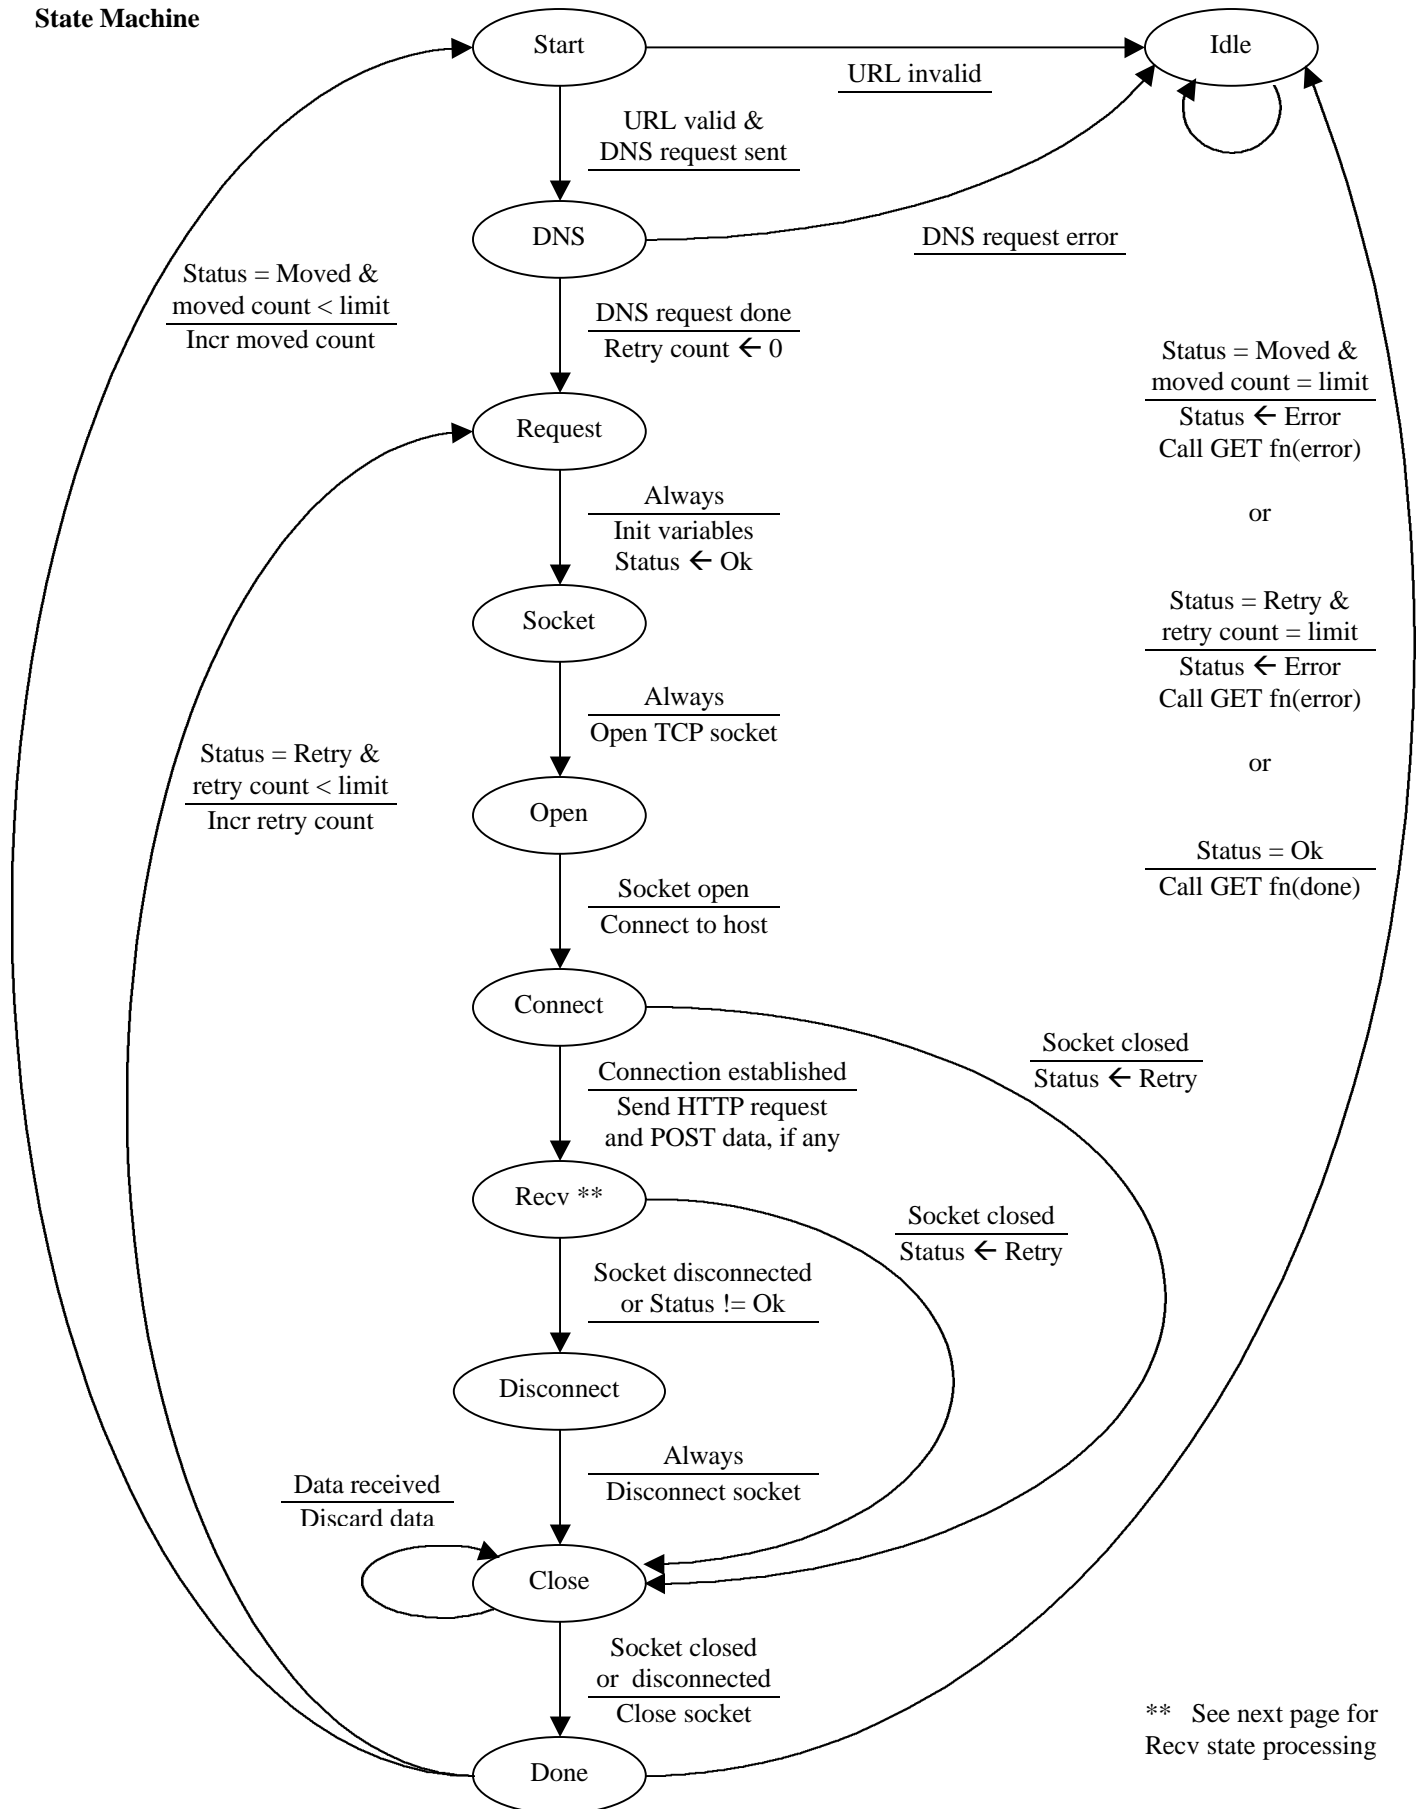 State Machine
Start
Idle
URL invalid
URL valid &
DNS request sent
DNS
DNS request error
Status = Moved &
moved count < limit
Incr moved count
DNS request done
Retry count ← 0
Status = Moved &
moved count = limit
Status ← Error
Call GET fn(error)
Request
Always
Init variables
Status ← Ok
or
Socket
Status = Retry &
retry count = limit
Status ← Error
Call GET fn(error)
Always
Open TCP socket
Status = Retry &
retry count < limit
Incr retry count
or
Open
Status = Ok
Call GET fn(done)
Socket open
Connect to host
Connect
Socket closed
Status ← Retry
Connection established
Send HTTP request
and POST data, if any
Recv **
Socket closed
Status ← Retry
Socket disconnected
or Status != Ok
Disconnect
Always
Disconnect socket
Data received
Discard data
Close
Socket closed
or disconnected
Close socket
Done
** See next page for
Recv state processing